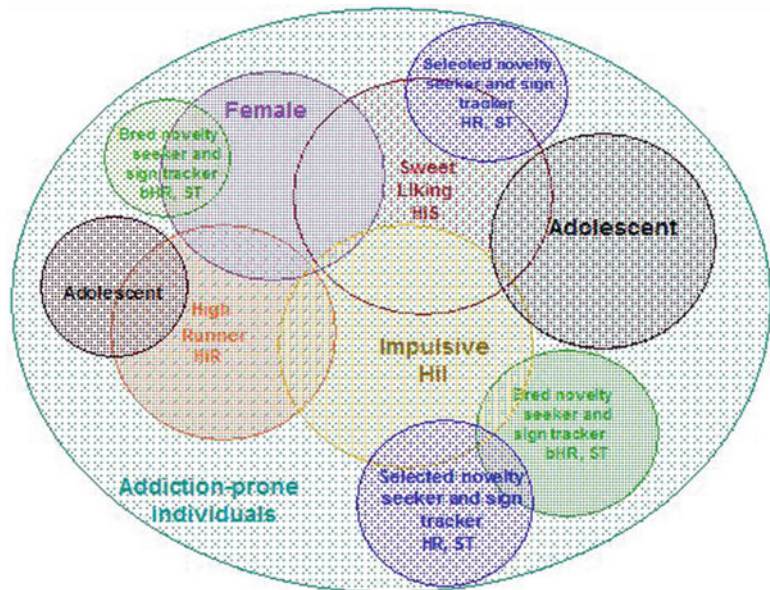 Selected novelty
seeker and sign
tracker
HR, ST
Female
Bred novelty
seeker and
sign tracker
bHR, ST
Sweet
Liking
HiS
Adolescent
Adolescent
High
Runner
HiR
Impulsive
HiI
Bred novelty
seeker and
sign tracker
bHR, ST
Selected novelty
seeker and sign
tracker
HR, ST
Addiction-prone
individuals